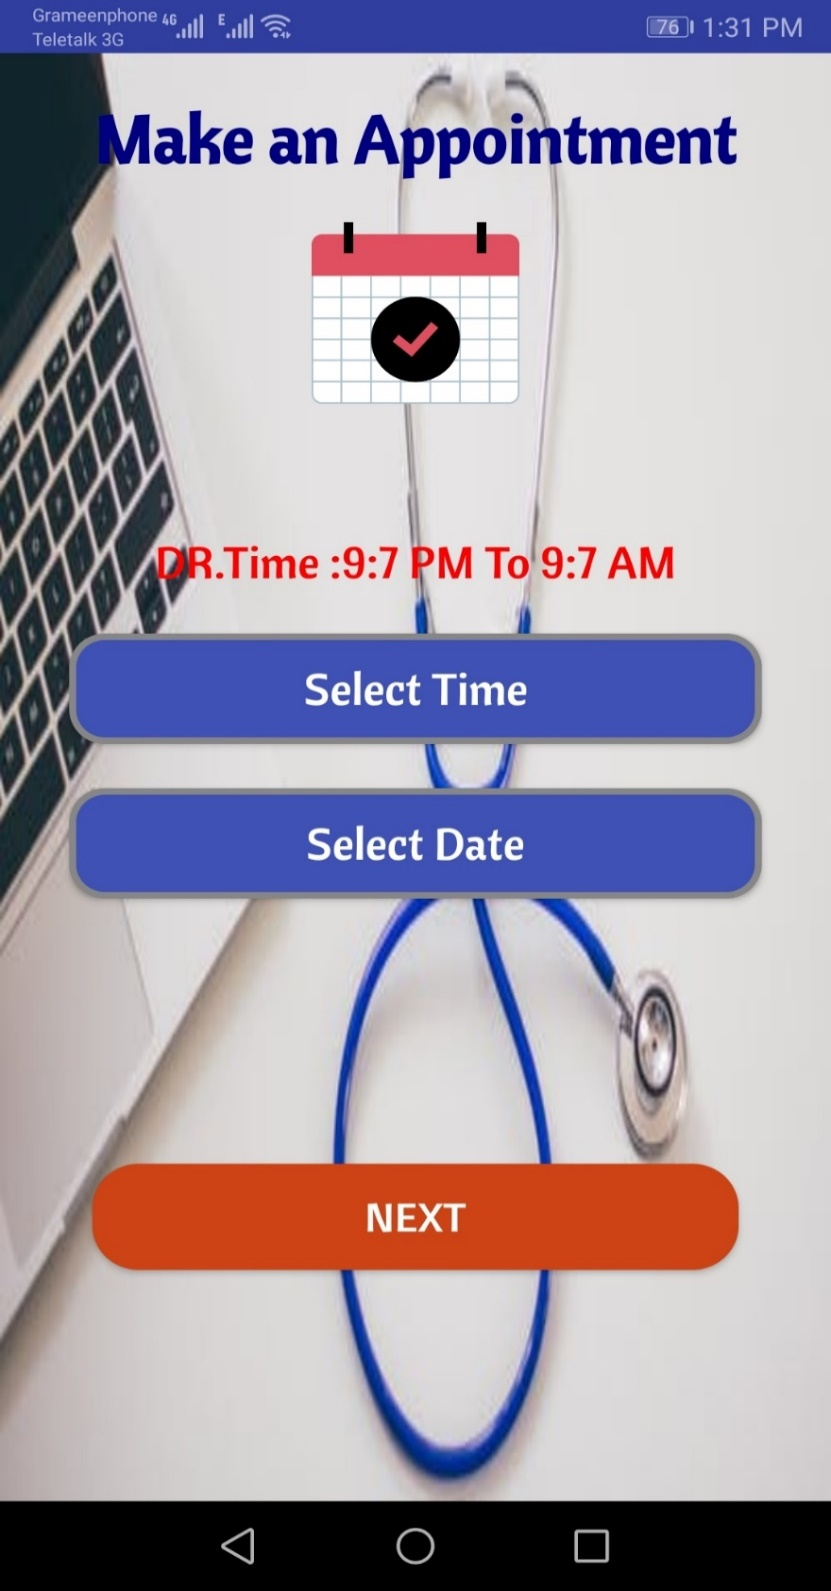 Grameenphone 4G E 76 1:31 PM
Teletalk 3G
Make an Appointment
DR.Time :9:7 PM To 9:7 AM
Select Time
Select Date
NEXT